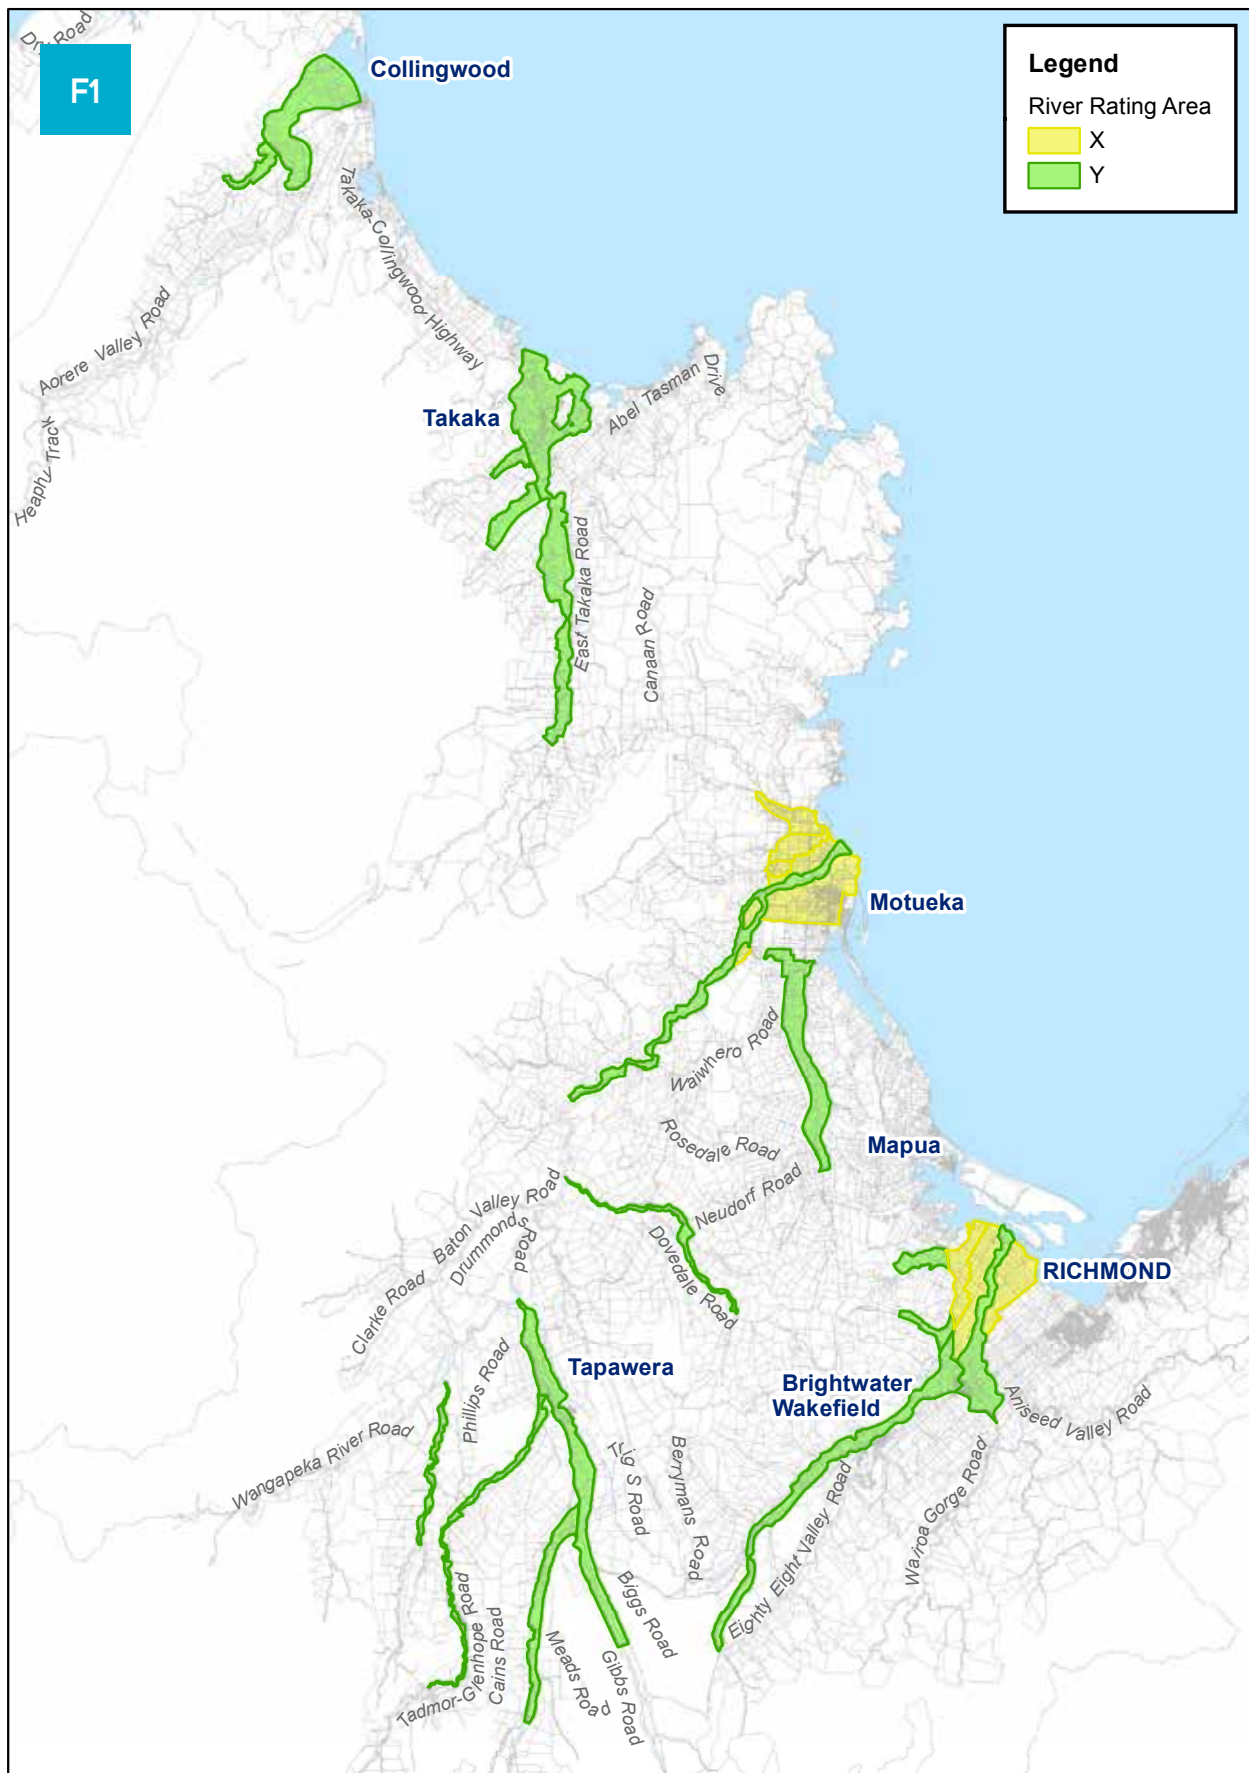 Dry Road
F1
Collingwood
Legend
River Rating Area
X
Y
Takaka-Collingwood Highway
Aorere Valley Road
Heaphy Track
Takaka
Abel Tasman Drive
East Takaka Road
Canaan Road
Motueka
Waiwhero Road
Rosedale Road
Mapua
Neudorf Road
Baton Valley Road
Drummonds Road
Clarke Road
Dovedale Road
RICHMOND
Phillips Road
Tapawera
Brightwater
Wakefield
Aniseed Valley Road
Wangapeka River Road
Berrymans Road
Eighty Eight Valley Road
Wairoa Gorge Road
Biggs Road
Tadmor-Glenhope Road
Cains Road
Meads Road
Gibbs Road